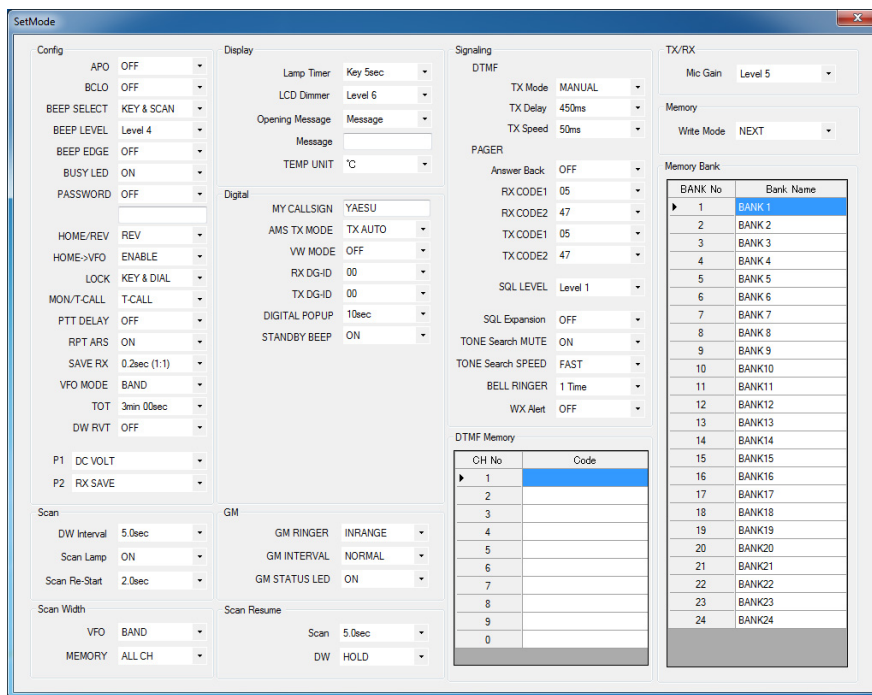 SetMode
Config
APO OFF
BCLO OFF
BEEP SELECT KEY & SCAN
BEEP LEVEL Level 4
BEEP EDGE OFF
BUSY LED ON
PASSWORD OFF
HOME/REV REV
HOME->VFO ENABLE
LOCK KEY & DIAL
MON/T-CALL T-CALL
PTT DELAY OFF
RPT ARS ON
SAVE RX 0.2sec (1:1)
VFO MODE BAND
TOT 3min 00sec
DW RVT OFF
P1 DC VOLT
P2 RX SAVE
Scan
DW Interval 5.0sec
Scan Lamp ON
Scan Re-Start 2.0sec
Scan Width
VFO BAND
MEMORY ALL CH
Display
Lamp Timer Key 5sec
LCD Dimmer Level 6
Opening Message Message
Message
TEMP UNIT °C
Digital
MY CALLSIGN YAESU
AMS TX MODE TX AUTO
VW MODE OFF
RX DG-ID 00
TX DG-ID 00
DIGITAL POPUP 10sec
STANDBY BEEP ON
GM
GM RINGER INRANGE
GM INTERVAL NORMAL
GM STATUS LED ON
Scan Resume
Scan 5.0sec
DW HOLD
Signaling
DTMF
TX Mode MANUAL
TX Delay 450ms
TX Speed 50ms
PAGER
Answer Back OFF
RX CODE1 05
RX CODE2 47
TX CODE1 05
TX CODE2 47
SQL LEVEL Level 1
SQL Expansion OFF
TONE Search MUTE ON
TONE Search SPEED FAST
BELL RINGER 1 Time
WX Alert OFF
DTMF Memory
CH No Code
1
2
3
4
5
6
7
8
9
0
TX/RX
Mic Gain Level 5
Memory
Write Mode NEXT
Memory Bank
BANK No Bank Name
1 BANK 1
2 BANK 2
3 BANK 3
4 BANK 4
5 BANK 5
6 BANK 6
7 BANK 7
8 BANK 8
9 BANK 9
10 BANK10
11 BANK11
12 BANK12
13 BANK13
14 BANK14
15 BANK15
16 BANK16
17 BANK17
18 BANK18
19 BANK19
20 BANK20
21 BANK21
22 BANK22
23 BANK23
24 BANK24